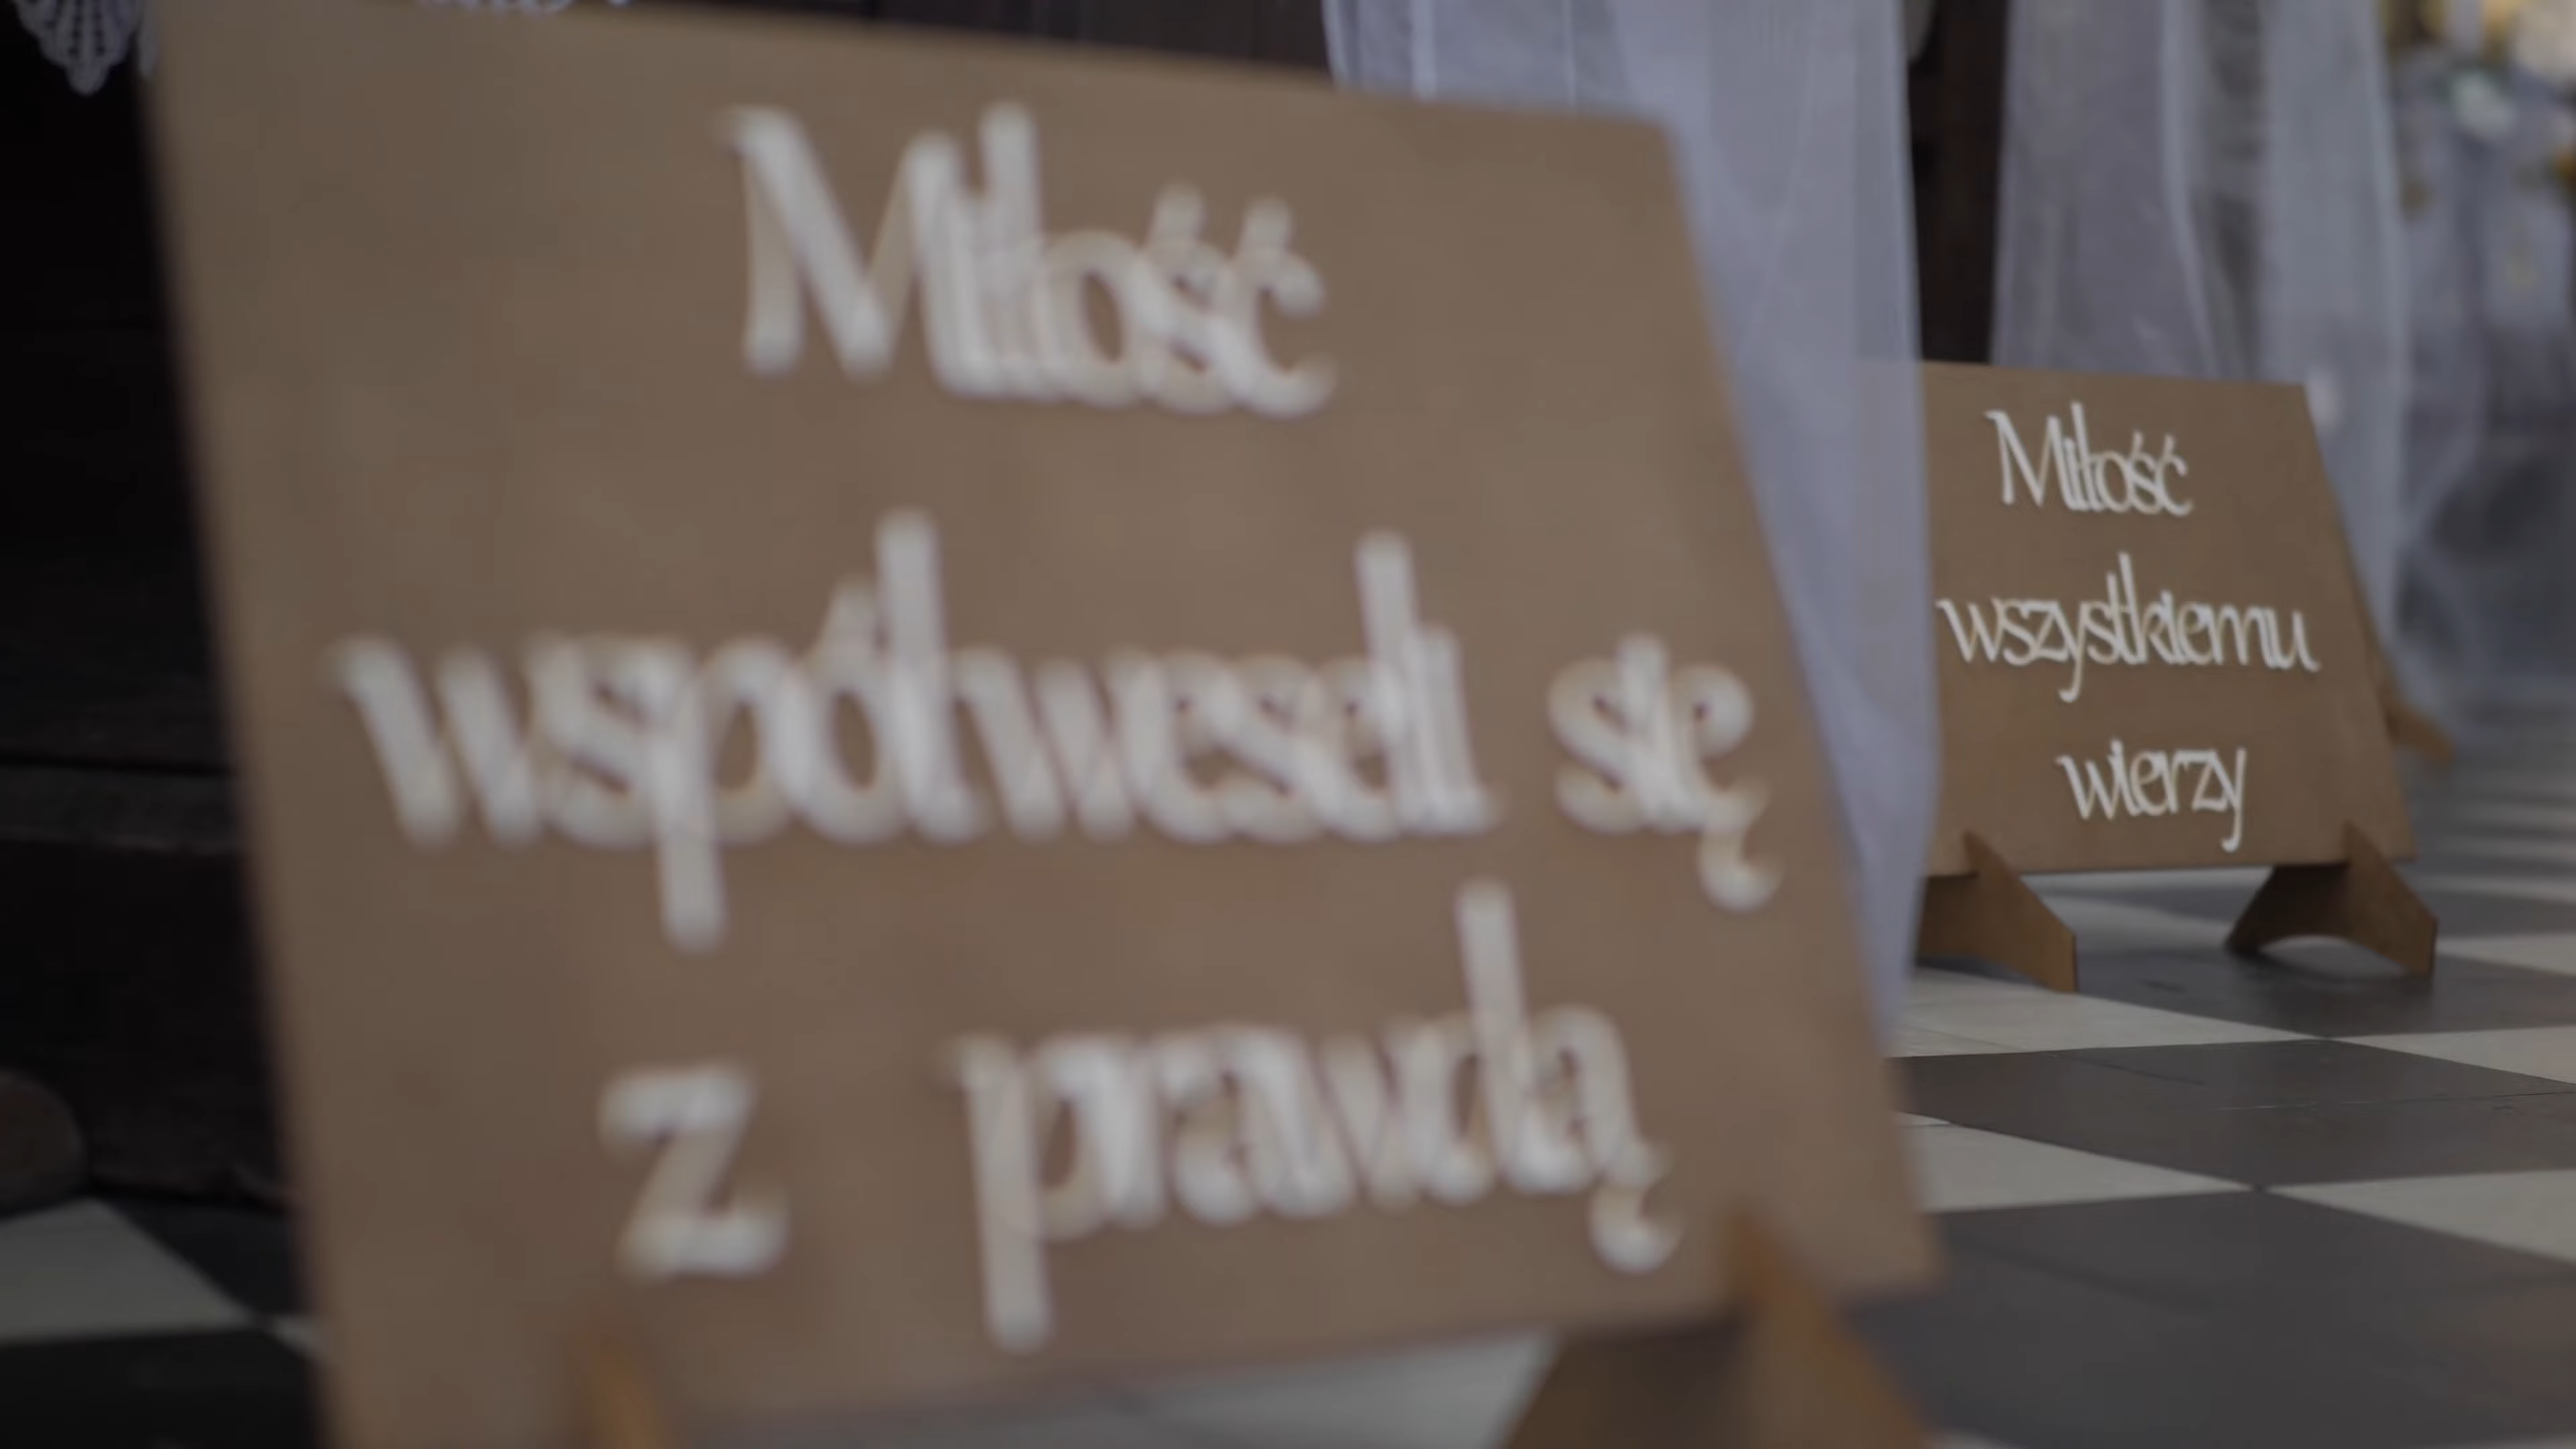 Miłość
współweseli się
z prawdą
Miłość
wszystkiemu
wierzy